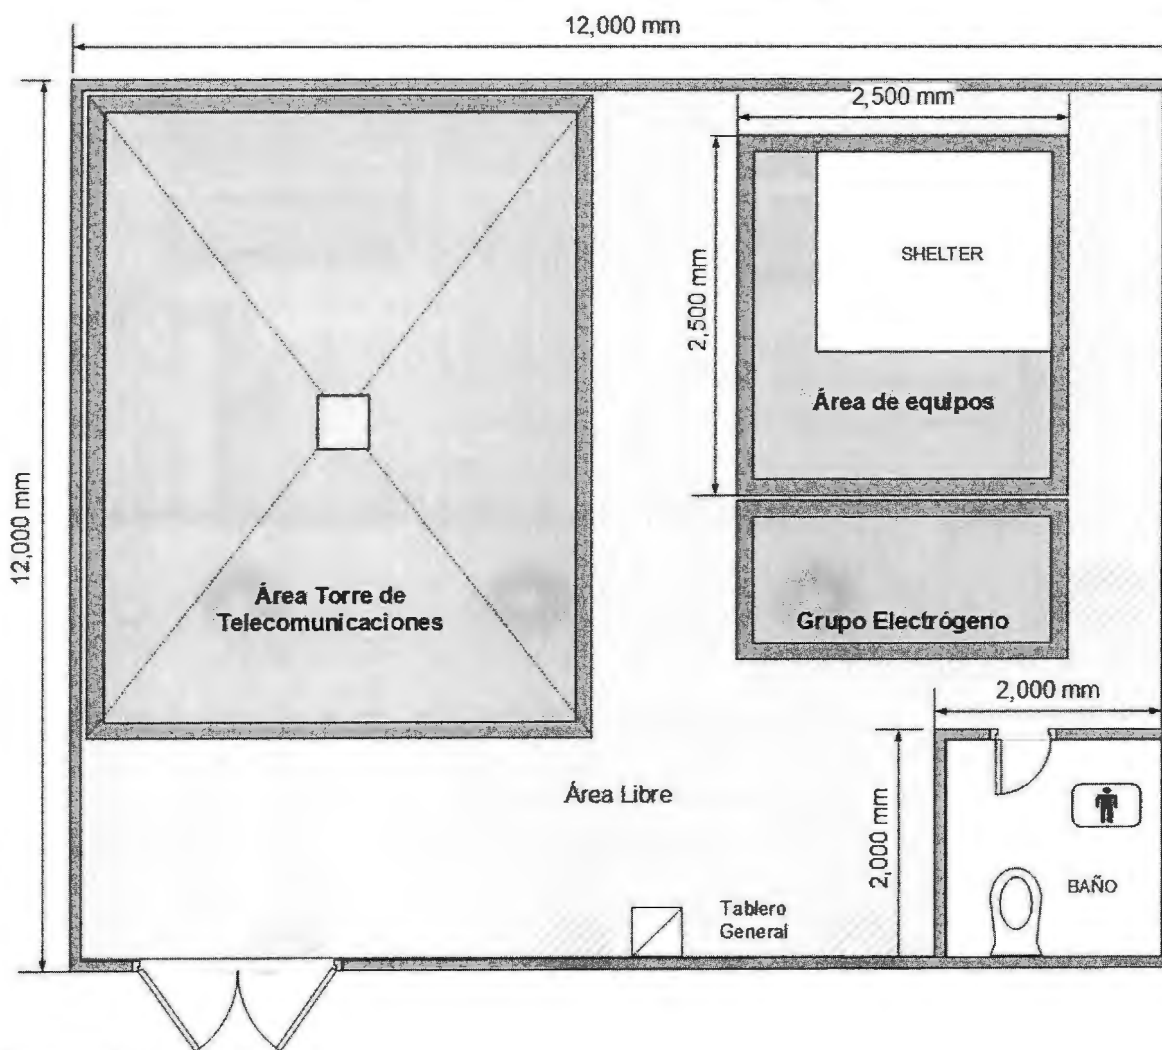 12,000 mm
2,500 mm
SHELTER
2,500 mm
Área de equipos
12,000 mm
Área Torre de
Telecomunicaciones
Grupo Electrógeno
2,000 mm
Área Libre
2,000 mm
BAÑO
Tablero
General